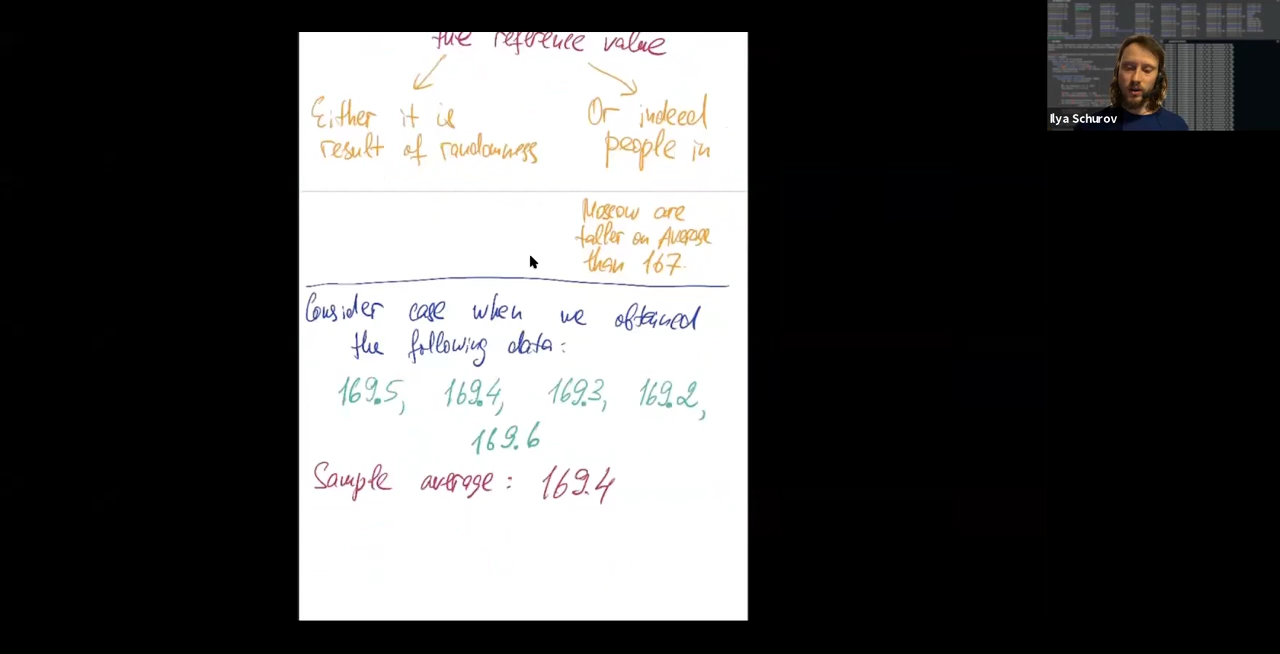 the reference value
Either it is
result of randomness
Or indeed
people in
Moscow are
taller on Average
than 167.
Consider case when we obtained
the following data:
169.5, 169.4, 169.3, 169.2,
169.6
Sample average: 169.4
Ilya Schurov